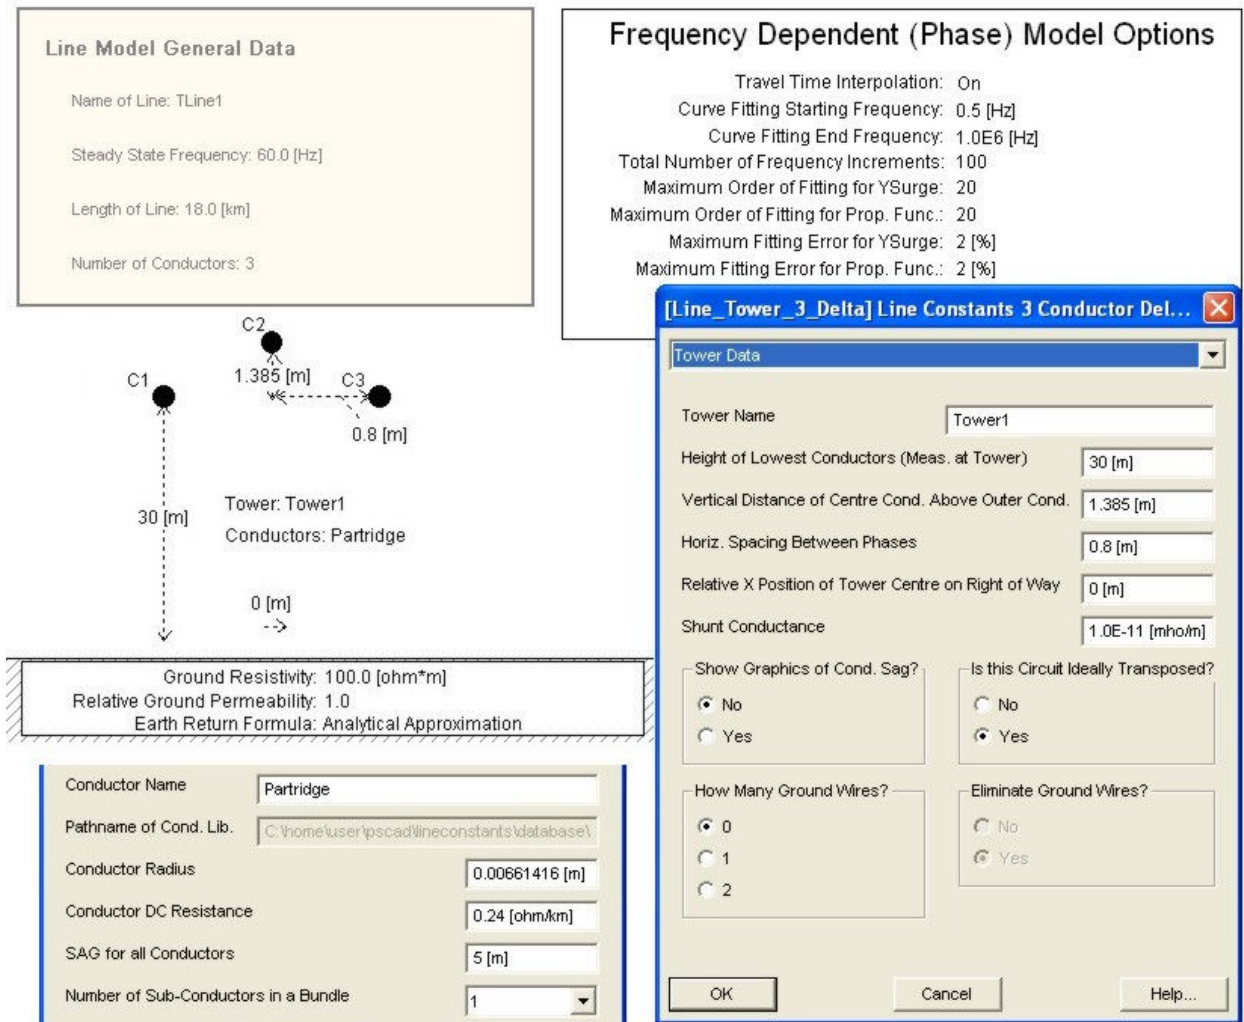 Line Model General Data
Name of Line: TLine1
Steady State Frequency: 60.0 [Hz]
Length of Line: 18.0 [km]
Number of Conductors: 3
Frequency Dependent (Phase) Model Options
Travel Time Interpolation: On
Curve Fitting Starting Frequency: 0.5 [Hz]
Curve Fitting End Frequency: 1.0E6 [Hz]
Total Number of Frequency Increments: 100
Maximum Order of Fitting for YSurge: 20
Maximum Order of Fitting for Prop. Func.: 20
Maximum Fitting Error for YSurge: 2 [%]
Maximum Fitting Error for Prop. Func.: 2 [%]
C2
1.385 [m]
C1
C3
0.8 [m]
30 [m]
Tower: Tower1
Conductors: Partridge
0 [m]
Ground Resistivity: 100.0 [ohm*m]
Relative Ground Permeability: 1.0
Earth Return Formula: Analytical Approximation
Conductor Name Partridge
Pathname of Cond. Lib. C:\home\user\pscad\lineconstants\database\
Conductor Radius 0.00661416 [m]
Conductor DC Resistance 0.24 [ohm/km]
SAG for all Conductors 5 [m]
Number of Sub-Conductors in a Bundle 1
[Line_Tower_3_Delta] Line Constants 3 Conductor Del...
Tower Data
Tower Name Tower1
Height of Lowest Conductors (Meas. at Tower) 30 [m]
Vertical Distance of Centre Cond. Above Outer Cond. 1.385 [m]
Horiz. Spacing Between Phases 0.8 [m]
Relative X Position of Tower Centre on Right of Way 0 [m]
Shunt Conductance 1.0E-11 [mho/m]
Show Graphics of Cond. Sag?
No
Yes
Is this Circuit Ideally Transposed?
No
Yes
How Many Ground Wires?
0
1
2
Eliminate Ground Wires?
No
Yes
OK Cancel Help...